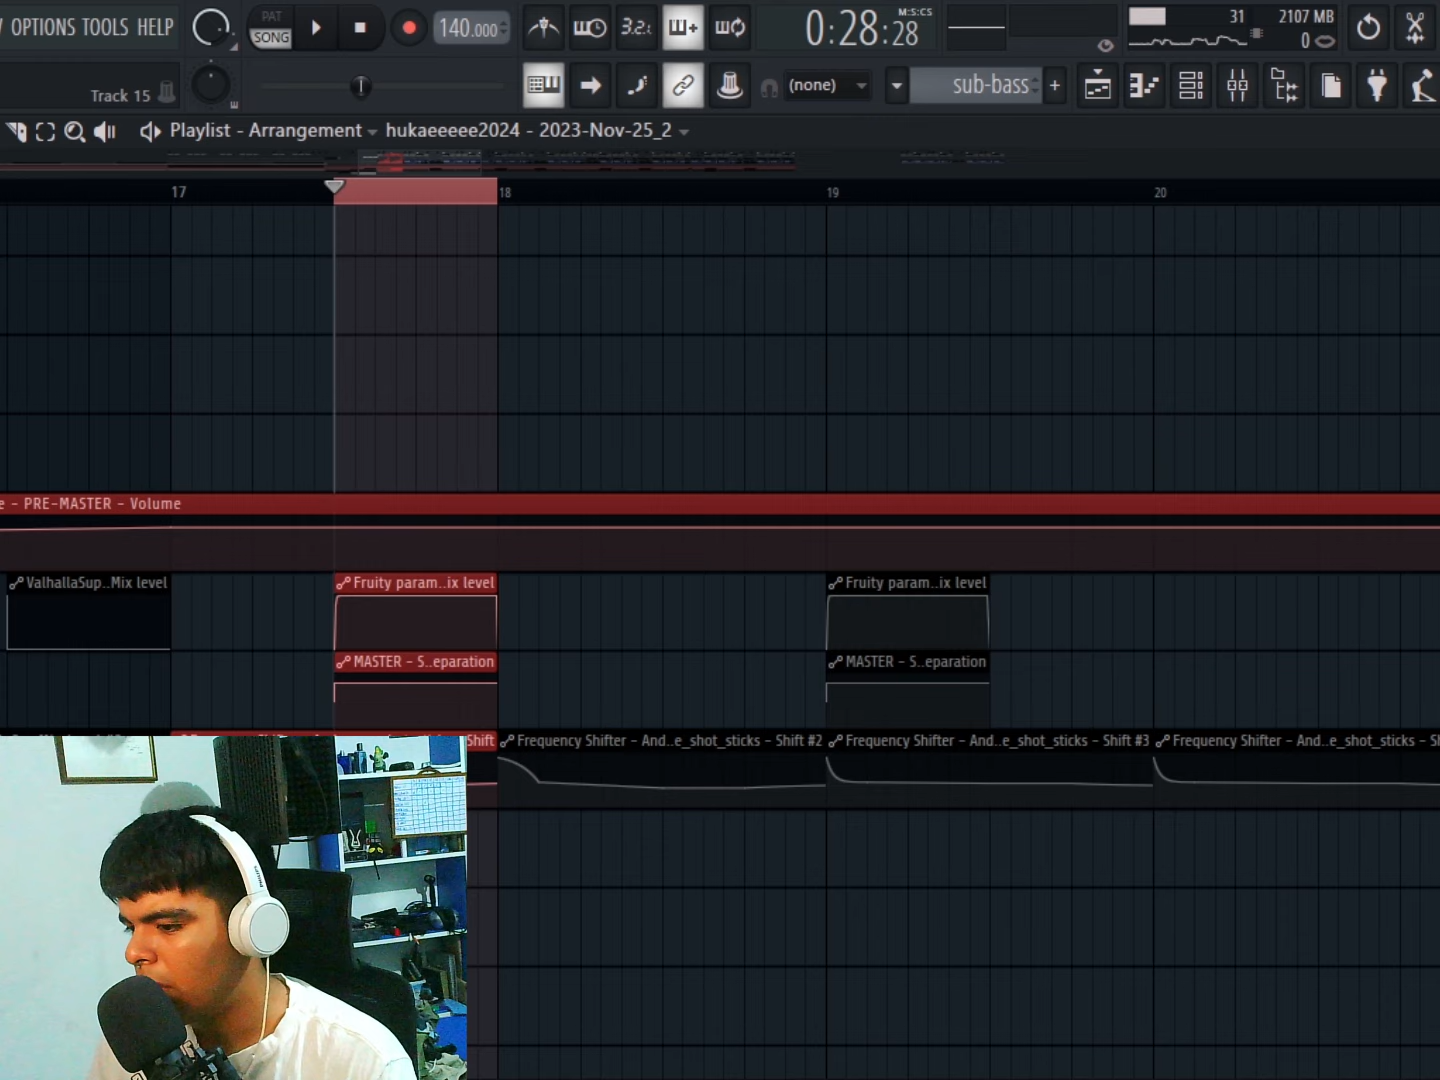 OPTIONS TOOLS HELP
PAT
SONG
140.000
3.2.
0:28:28
M:S:CS
31
2107 MB
0
Track 15
(none)
sub-bass
Playlist - Arrangement
hukaeeeee2024 - 2023-Nov-25_2
17
18
19
20
e - PRE-MASTER - Volume
ValhallaSup..Mix level
Fruity param..ix level
Fruity param..ix level
MASTER - S..eparation
MASTER - S..eparation
Shift
Frequency Shifter - And..e_shot_sticks - Shift #2
Frequency Shifter - And..e_shot_sticks - Shift #3
Frequency Shifter - And..e_shot_sticks - Sh
PHILIPS